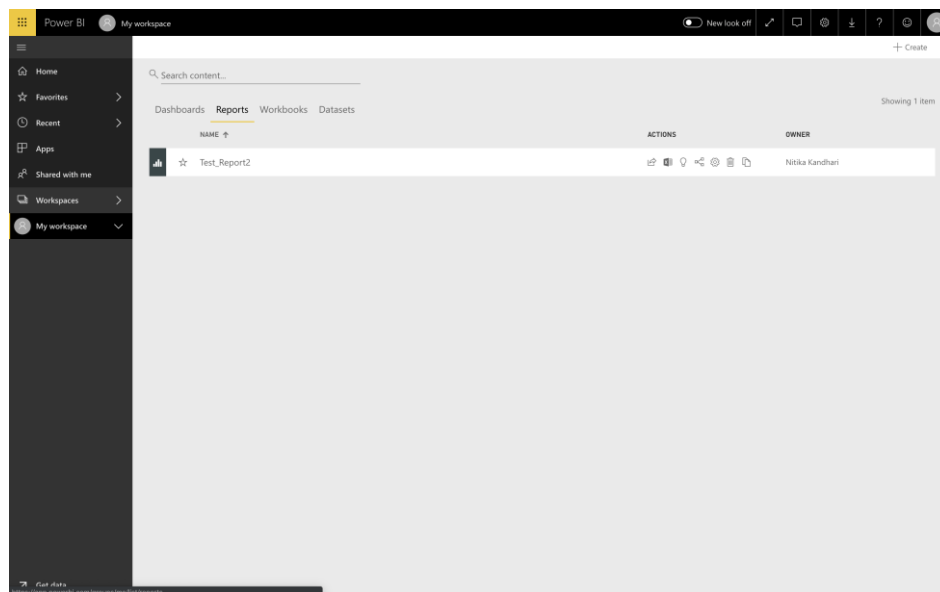 Power BI My workspace New look off ?
+ Create
Home
Search content...
Favorites
Showing 1 item
Dashboards Reports Workbooks Datasets
Recent
NAME ACTIONS OWNER
Apps
Test_Report2 Nitika Kandhari
Shared with me
Workspaces
My workspace
Get data